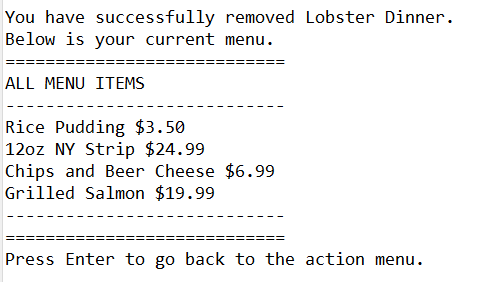 You have successfully removed Lobster Dinner.
Below is your current menu.
============================
ALL MENU ITEMS
----------------------------
Rice Pudding $3.50
12oz NY Strip $24.99
Chips and Beer Cheese $6.99
Grilled Salmon $19.99
----------------------------
============================
Press Enter to go back to the action menu.